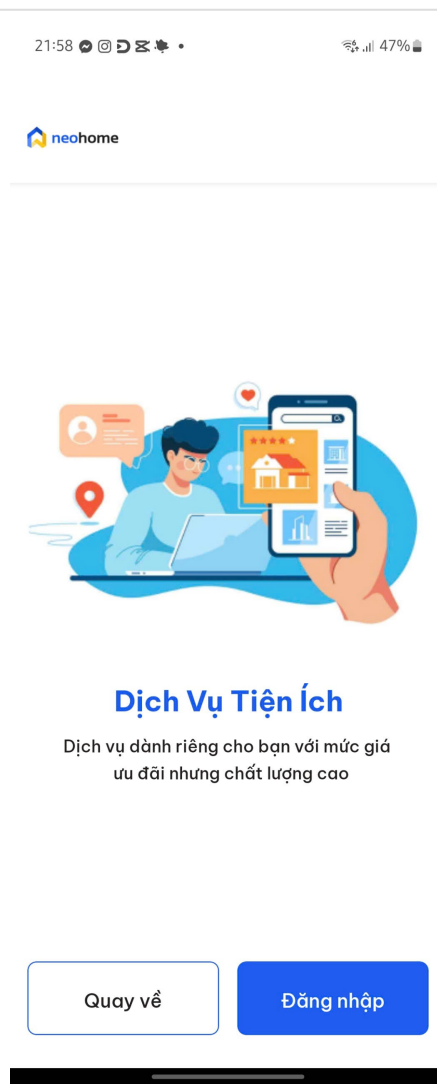 21:58
47%
neohome
Dịch Vụ Tiện Ích
Dịch vụ dành riêng cho bạn với mức giá
ưu đãi nhưng chất lượng cao
Quay về
Đăng nhập